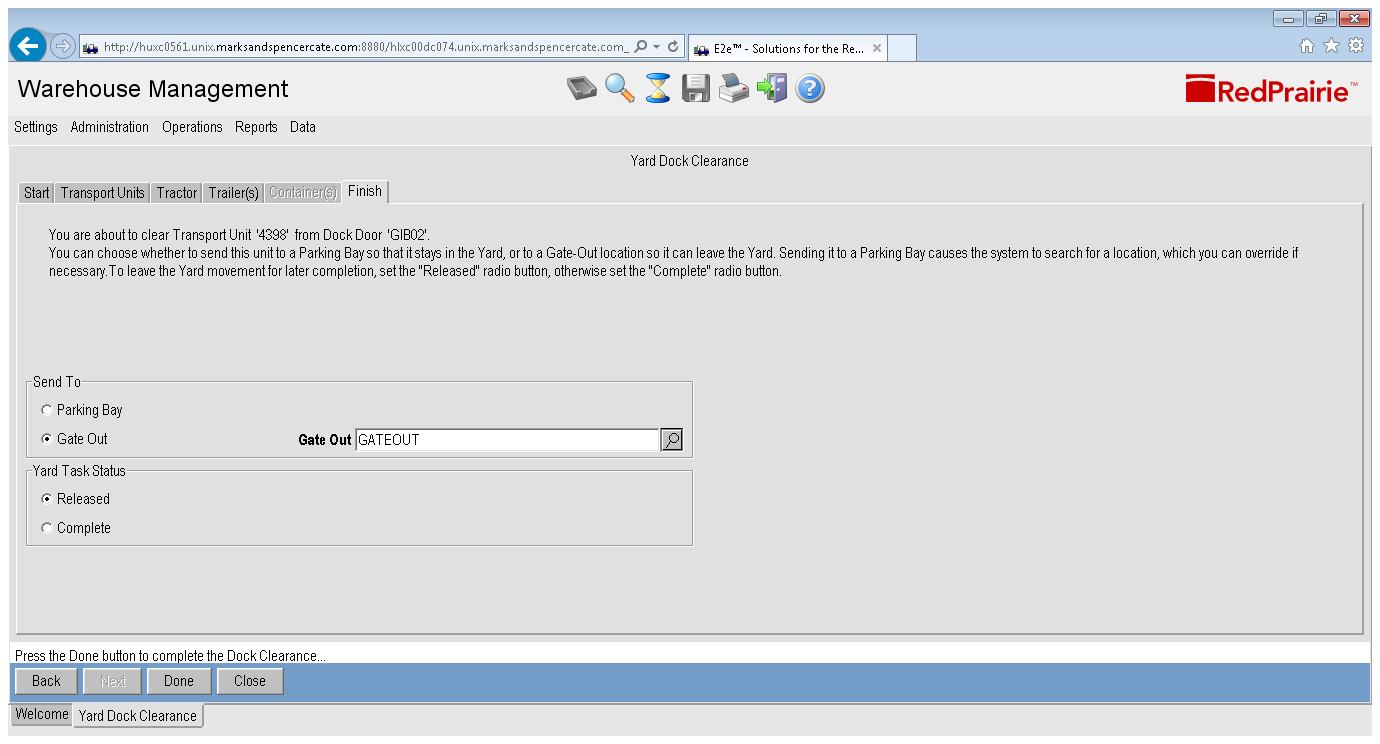 http://huxc0561.unix.marksandspencercate.com:8880/hlxc00dc074.unix.marksandspencercate.com_
E2e™ - Solutions for the Re...
Warehouse Management
RedPrairie™
Settings Administration Operations Reports Data
Yard Dock Clearance
Start Transport Units Tractor Trailer(s) Container(s) Finish
You are about to clear Transport Unit '4398' from Dock Door 'GIB02'.
You can choose whether to send this unit to a Parking Bay so that it stays in the Yard, or to a Gate-Out location so it can leave the Yard. Sending it to a Parking Bay causes the system to search for a location, which you can override if
necessary.To leave the Yard movement for later completion, set the "Released" radio button, otherwise set the "Complete" radio button.
Send To
Parking Bay
Gate Out Gate Out GATEOUT
Yard Task Status
Released
Complete
Press the Done button to complete the Dock Clearance...
Back Next Done Close
Welcome Yard Dock Clearance